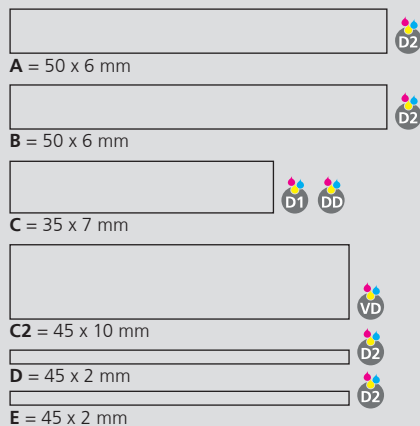 D2
A = 50 x 6 mm
D2
B = 50 x 6 mm
D1 DD
C = 35 x 7 mm
VD
C2 = 45 x 10 mm
D2
D = 45 x 2 mm
D2
E = 45 x 2 mm